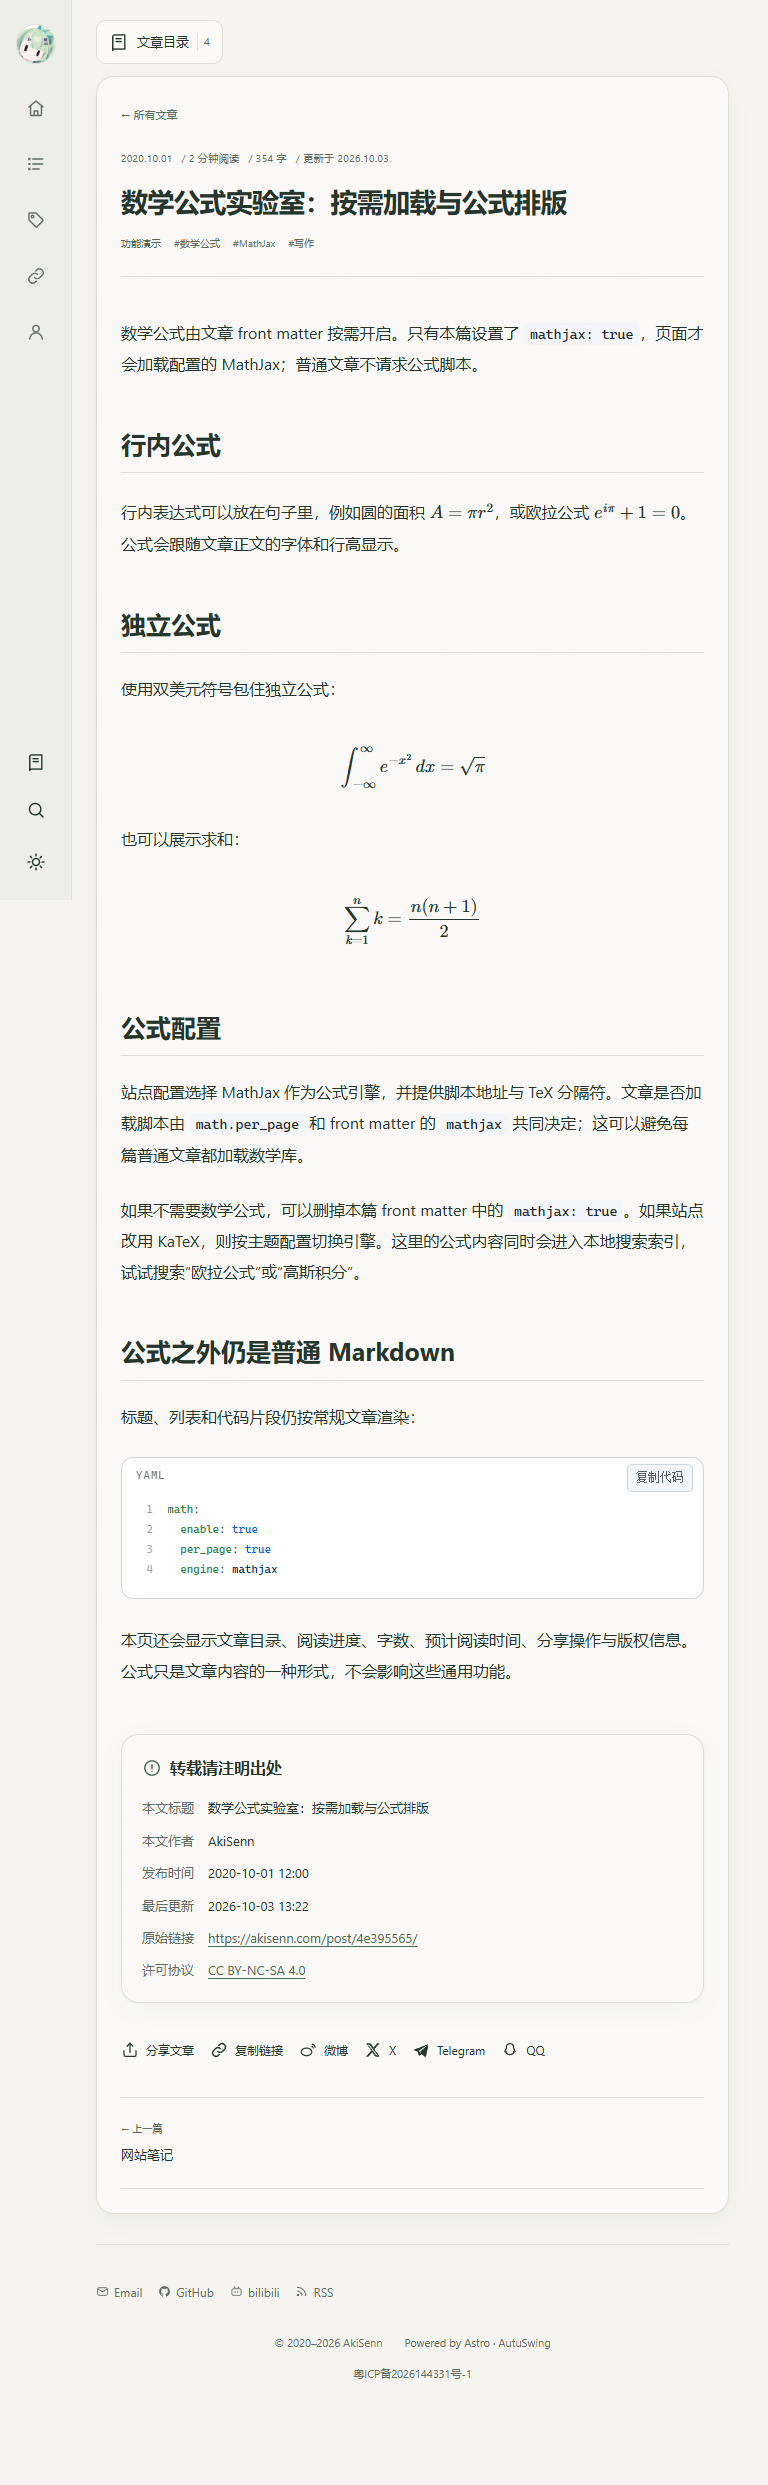 文章目录 4
← 所有文章
2020.10.01 / 2 分钟阅读 / 354 字 / 更新于 2026.10.03
数学公式实验室：按需加载与公式排版
功能演示 #数学公式 #MathJax #写作
数学公式由文章 front matter 按需开启。只有本篇设置了 mathjax: true，页面才
会加载配置的 MathJax；普通文章不请求公式脚本。
行内公式
行内表达式可以放在句子里，例如圆的面积 A = πr²，或欧拉公式 e^{iπ} + 1 = 0。
公式会跟随文章正文的字体和行高显示。
独立公式
使用双美元符号包住独立公式：
∫_{−∞}^{∞} e^{−x²} dx = √π
也可以展示求和：
∑_{k=1}^{n} k = n(n + 1)/2
公式配置
站点配置选择 MathJax 作为公式引擎，并提供脚本地址与 TeX 分隔符。文章是否加
载脚本由 math.per_page 和 front matter 的 mathjax 共同决定；这可以避免每
篇普通文章都加载数学库。
如果不需要数学公式，可以删掉本篇 front matter 中的 mathjax: true。如果站点
改用 KaTeX，则按主题配置切换引擎。这里的公式内容同时会进入本地搜索索引，
试试搜索“欧拉公式”或“高斯积分”。
公式之外仍是普通 Markdown
标题、列表和代码片段仍按常规文章渲染：
YAML 复制代码
1 math:
2   enable: true
3   per_page: true
4   engine: mathjax
本页还会显示文章目录、阅读进度、字数、预计阅读时间、分享操作与版权信息。
公式只是文章内容的一种形式，不会影响这些通用功能。
转载请注明出处
本文标题 数学公式实验室：按需加载与公式排版
本文作者 AkiSenn
发布时间 2020-10-01 12:00
最后更新 2026-10-03 13:22
原始链接 https://akisenn.com/post/4e395565/
许可协议 CC BY-NC-SA 4.0
分享文章 复制链接 微博 X Telegram QQ
← 上一篇
网站笔记
Email GitHub bilibili RSS
© 2020–2026 AkiSenn Powered by Astro · AutuSwing
粤ICP备2026144331号-1